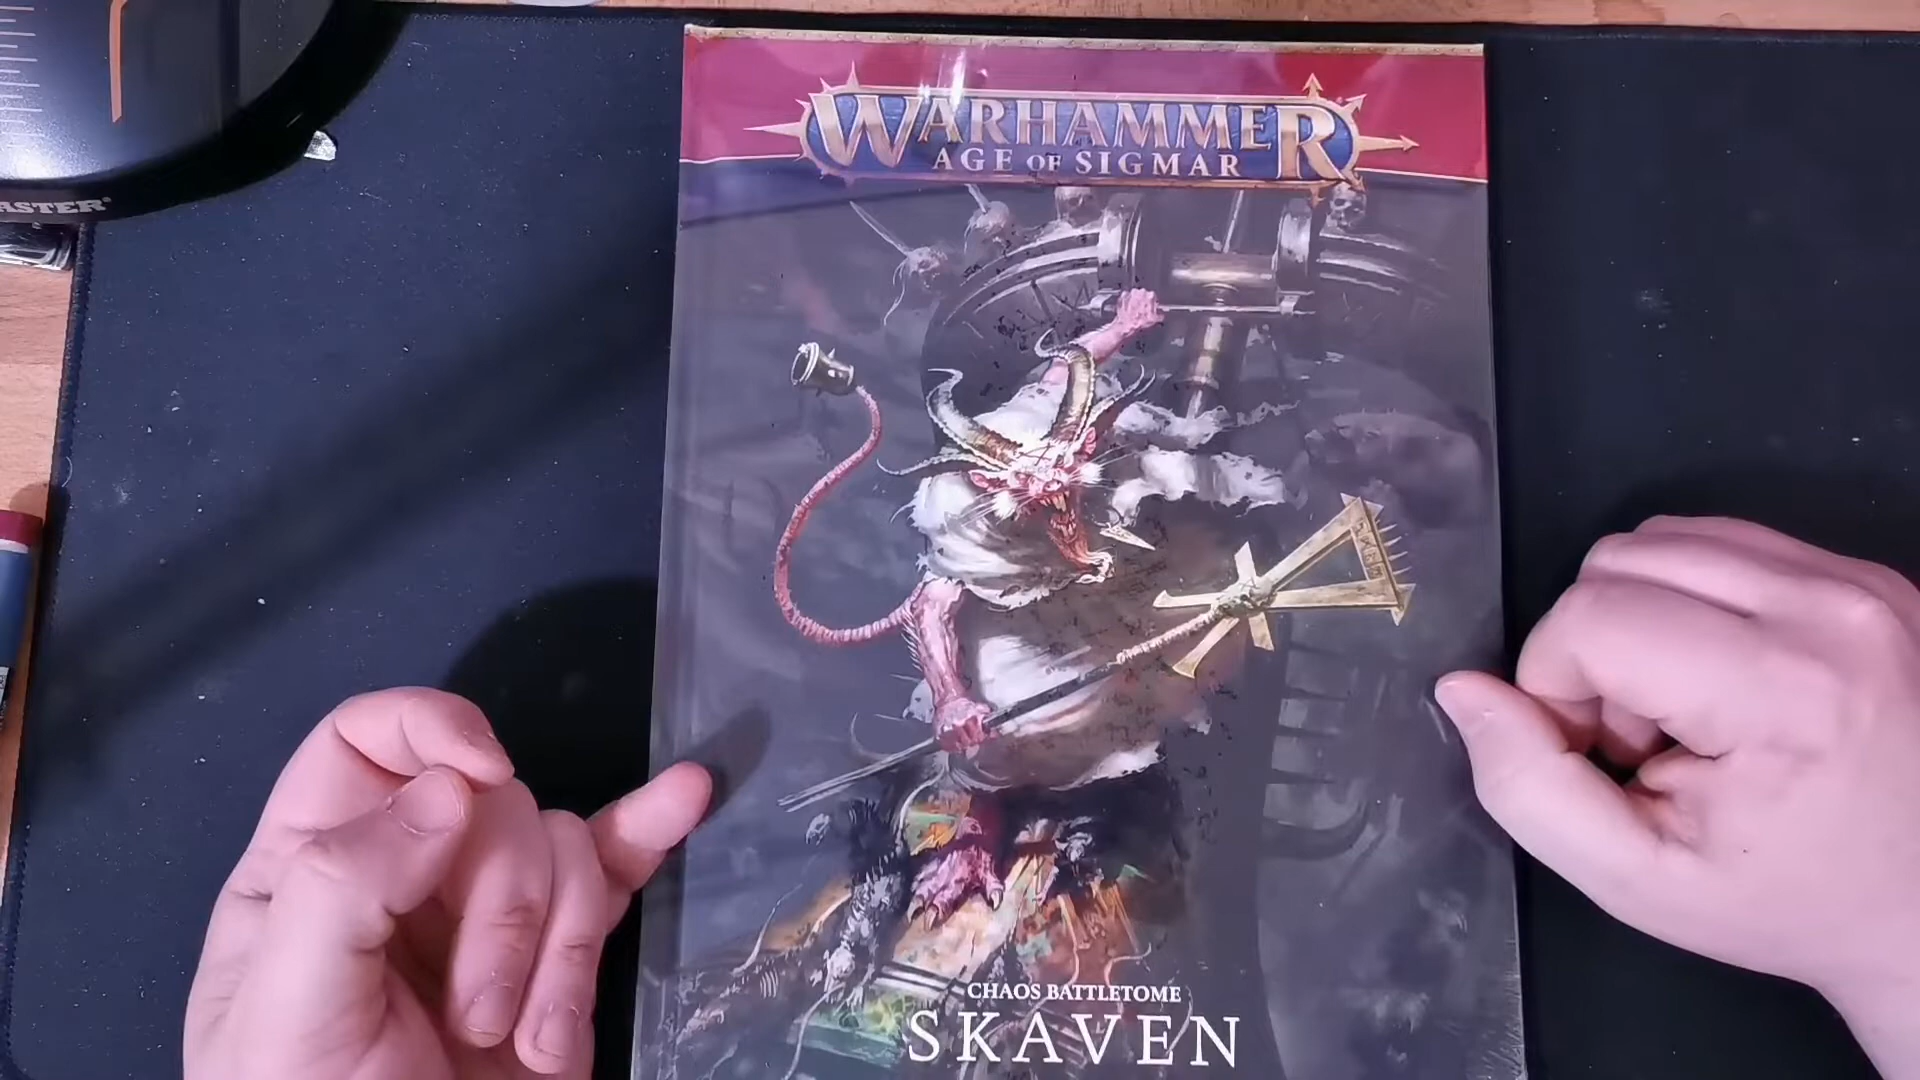 WARHAMMER
AGE OF SIGMAR
ASTER®
CHAOS BATTLETOME
SKAVEN